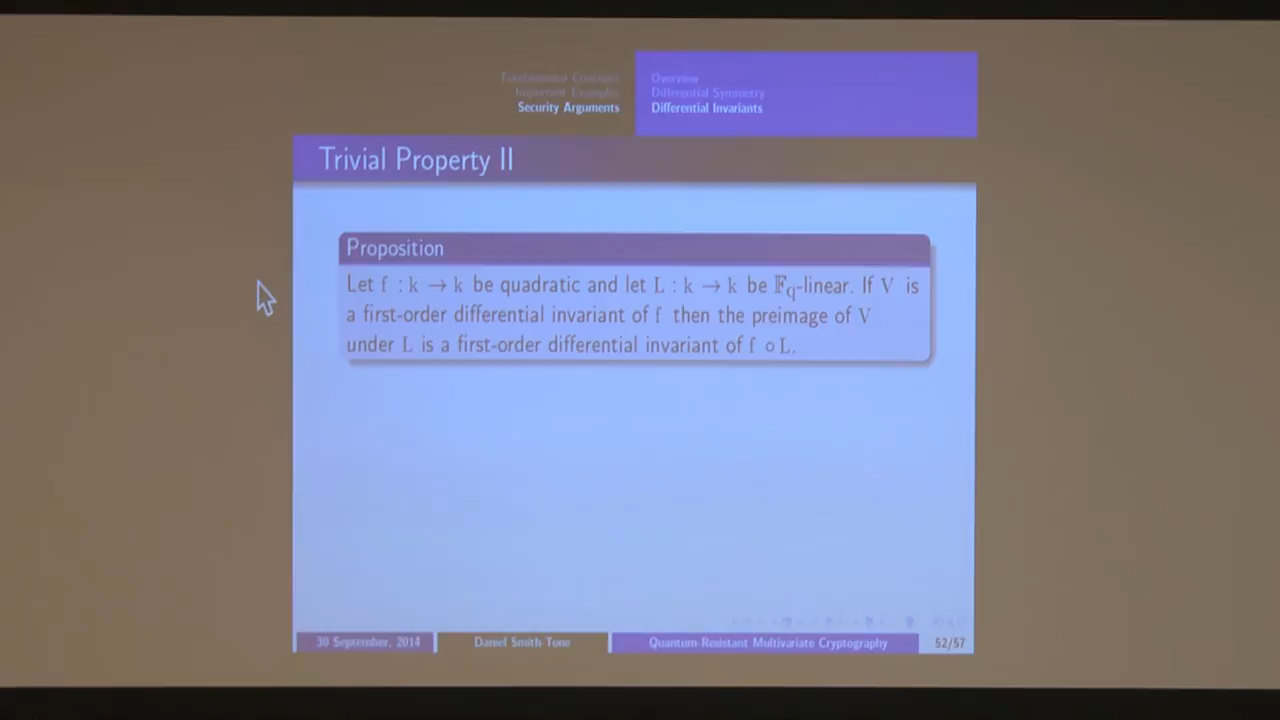 Fundamental Concepts
Important Examples
Security Arguments
Overview
Differential Symmetry
Differential Invariants
Trivial Property II
Proposition
Let f : k → k be quadratic and let L : k → k be 𝔽q-linear. If V is
a first-order differential invariant of f then the preimage of V
under L is a first-order differential invariant of f ∘ L.
30 September, 2014
Daniel Smith-Tone
Quantum-Resistant Multivariate Cryptography
52/57